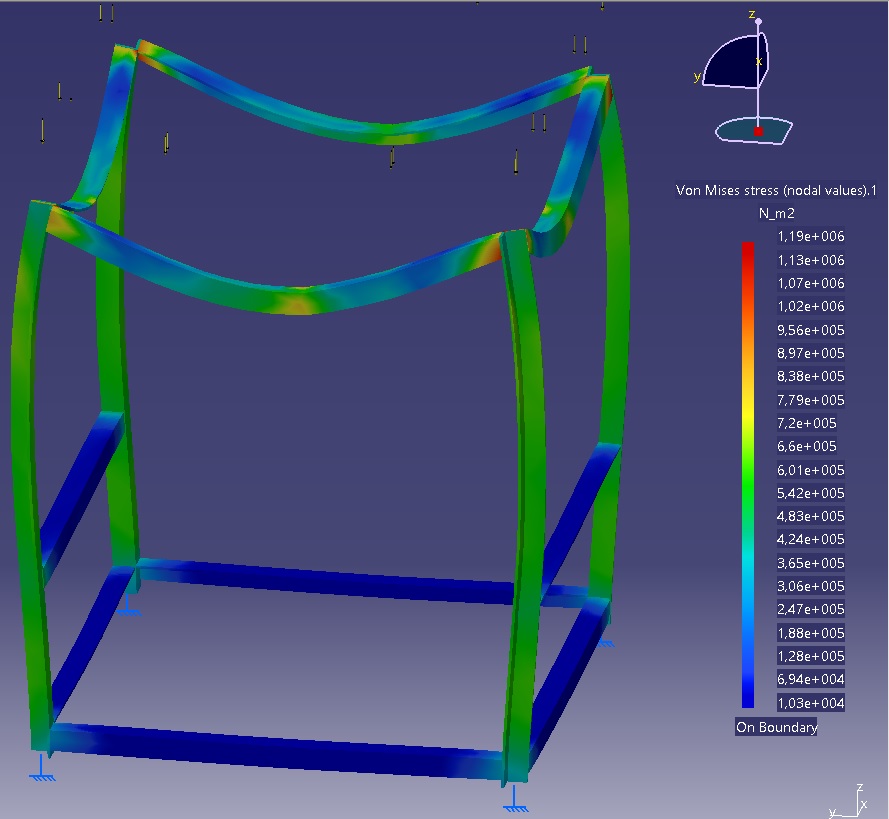 z
x
y
Von Mises stress (nodal values).1
N_m2
1,19e+006
1,13e+006
1,07e+006
1,02e+006
9,56e+005
8,97e+005
8,38e+005
7,79e+005
7,2e+005
6,6e+005
6,01e+005
5,42e+005
4,83e+005
4,24e+005
3,65e+005
3,06e+005
2,47e+005
1,88e+005
1,28e+005
6,94e+004
1,03e+004
On Boundary
z
x
y